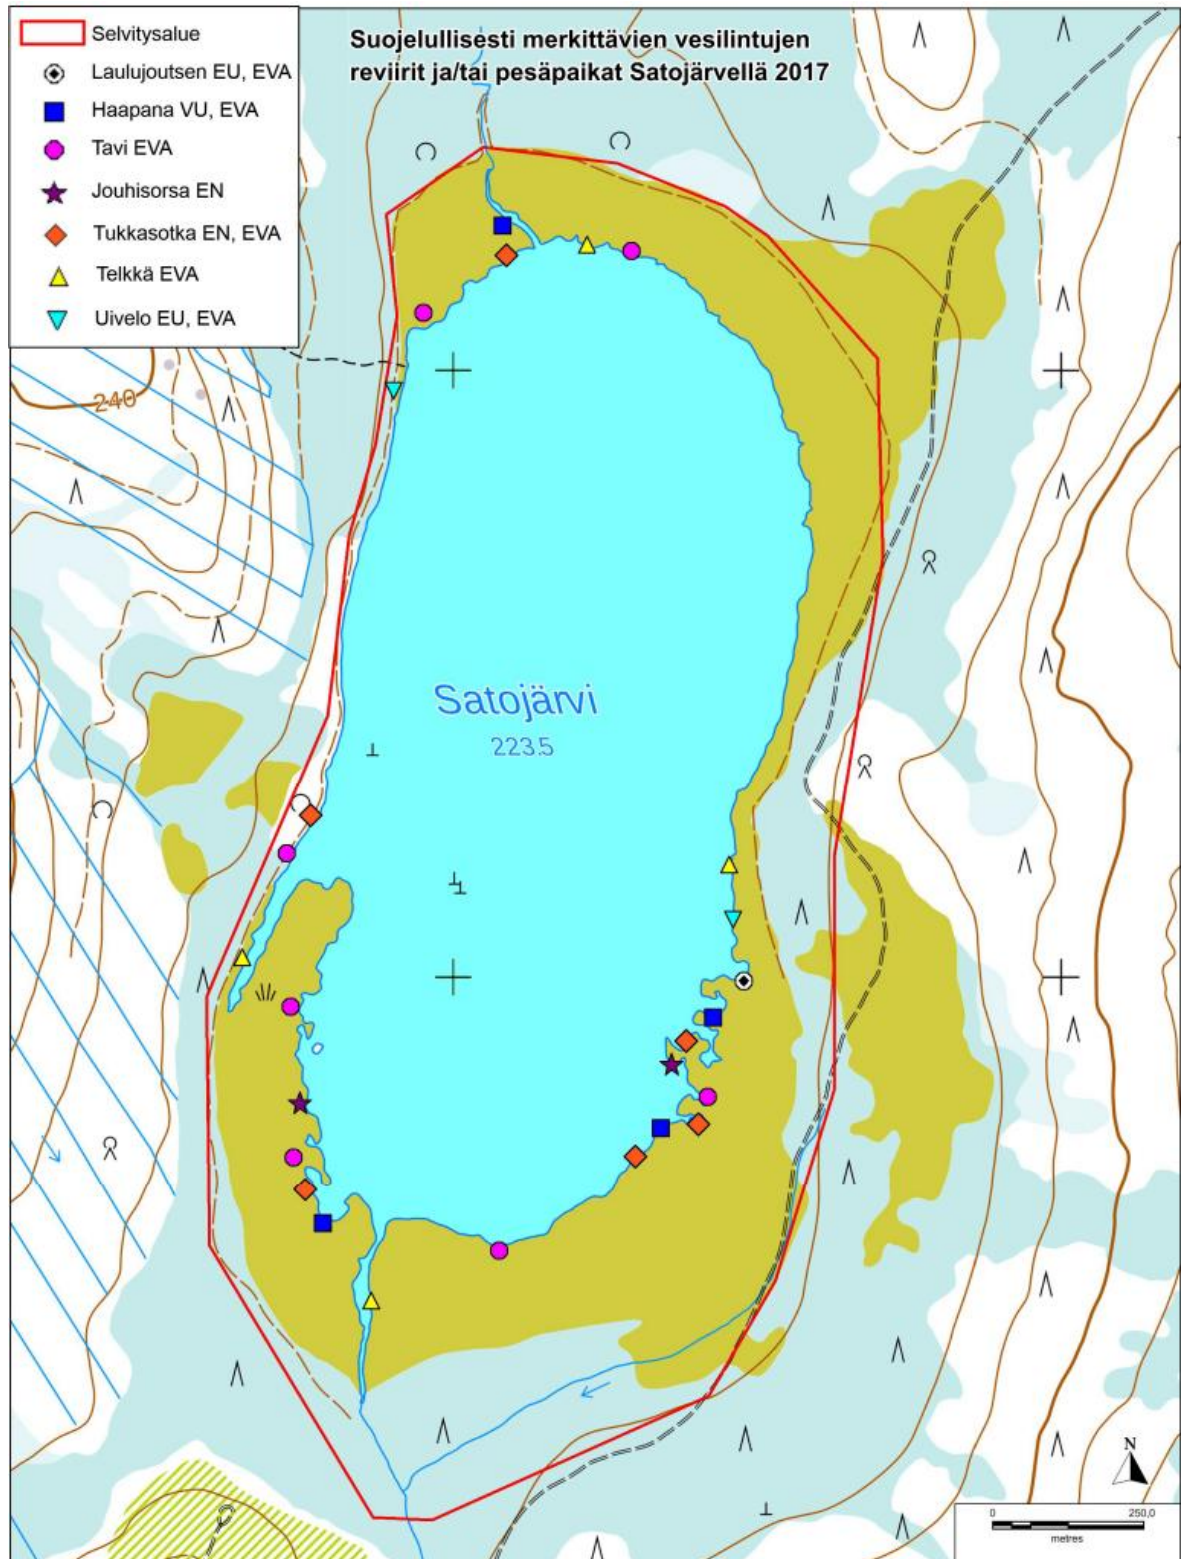 Selvitysalue
Laulujoutsen EU, EVA
Haapana VU, EVA
Tavi EVA
Jouhisorsa EN
Tukkasotka EN, EVA
Telkkä EVA
Uivelo EU, EVA
Suojelullisesti merkittävien vesilintujen
reviirit ja/tai pesäpaikat Satojärvellä 2017
240
Satojärvi
223.5
N
0 250,0
metres